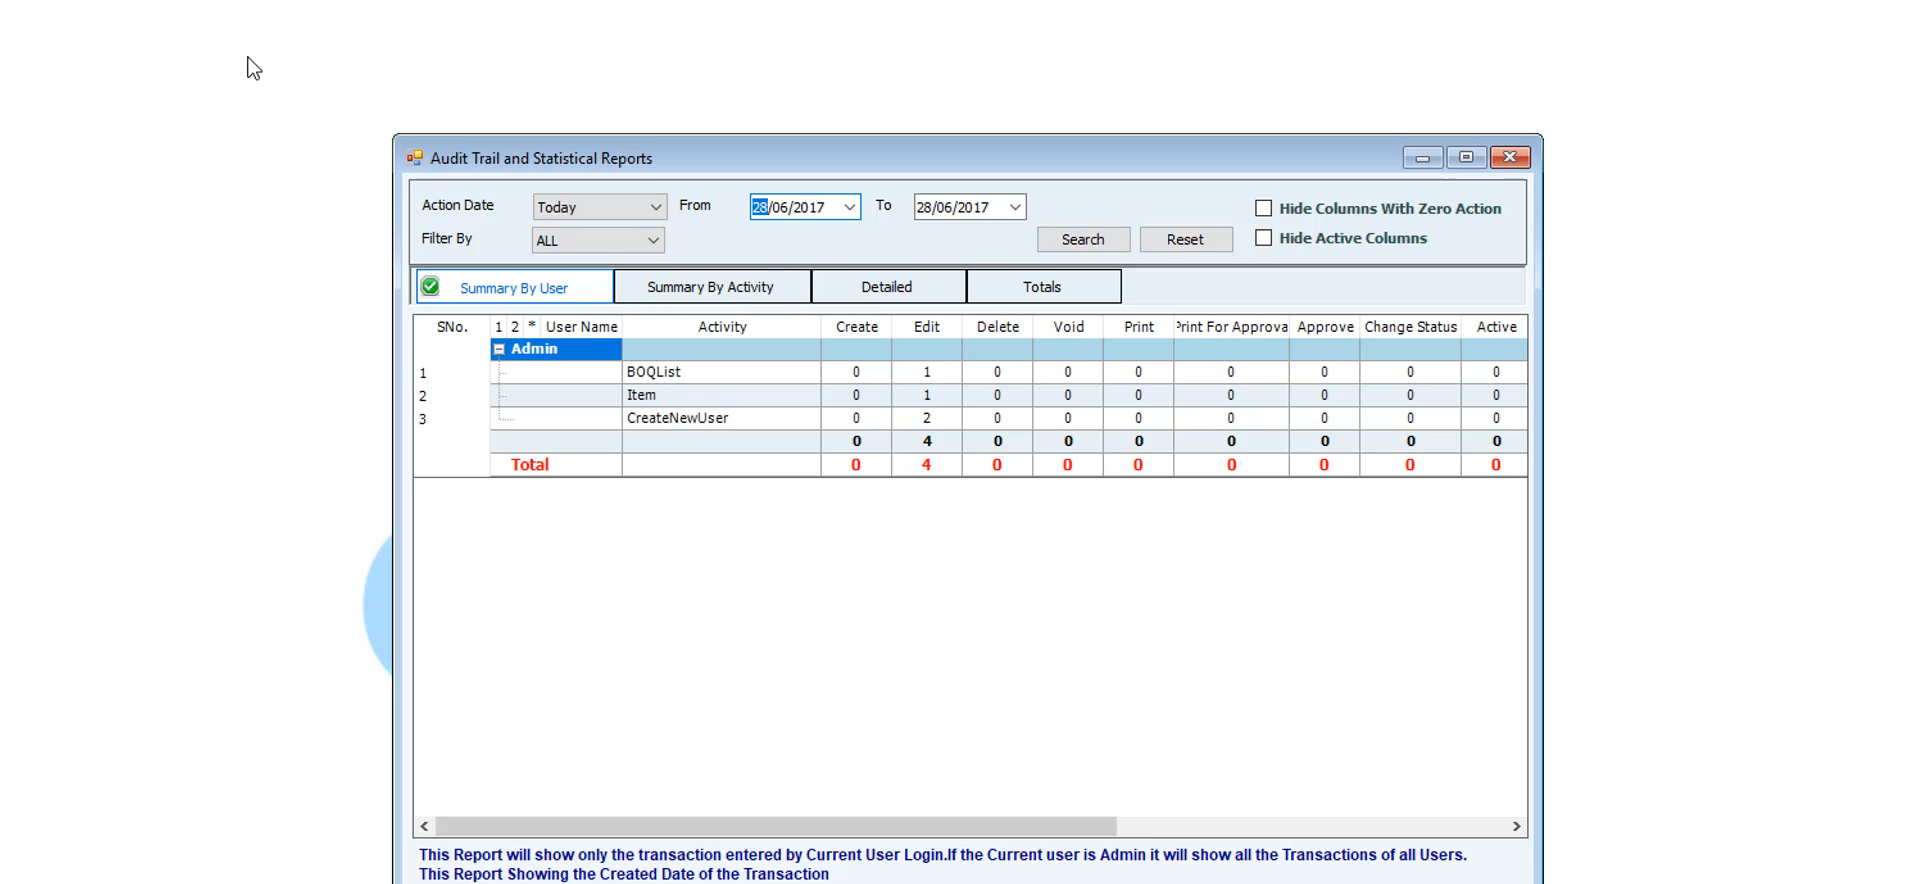 Audit Trail and Statistical Reports
Action Date Today From 28/06/2017 To 28/06/2017 Hide Columns With Zero Action
Filter By ALL Search Reset Hide Active Columns
Summary By User Summary By Activity Detailed Totals
SNo. 1 2 * User Name Activity Create Edit Delete Void Print Print For Approva Approve Change Status Active
Admin
1 BOQList 0 1 0 0 0 0 0 0 0
2 Item 0 1 0 0 0 0 0 0 0
3 CreateNewUser 0 2 0 0 0 0 0 0 0
0 4 0 0 0 0 0 0 0
Total 0 4 0 0 0 0 0 0 0
This Report will show only the transaction entered by Current User Login.If the Current user is Admin it will show all the Transactions of all Users.
This Report Showing the Created Date of the Transaction